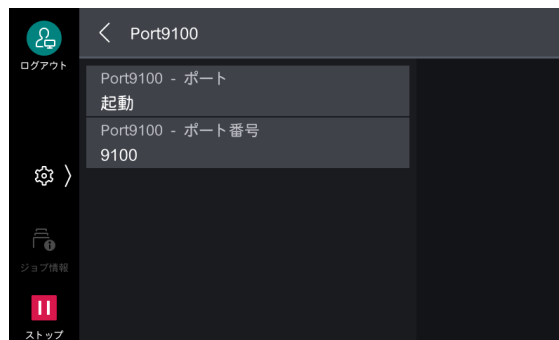 Port9100
ログアウト
Port9100 - ポート
起動
Port9100 - ポート番号
9100
ジョブ情報
ストップ